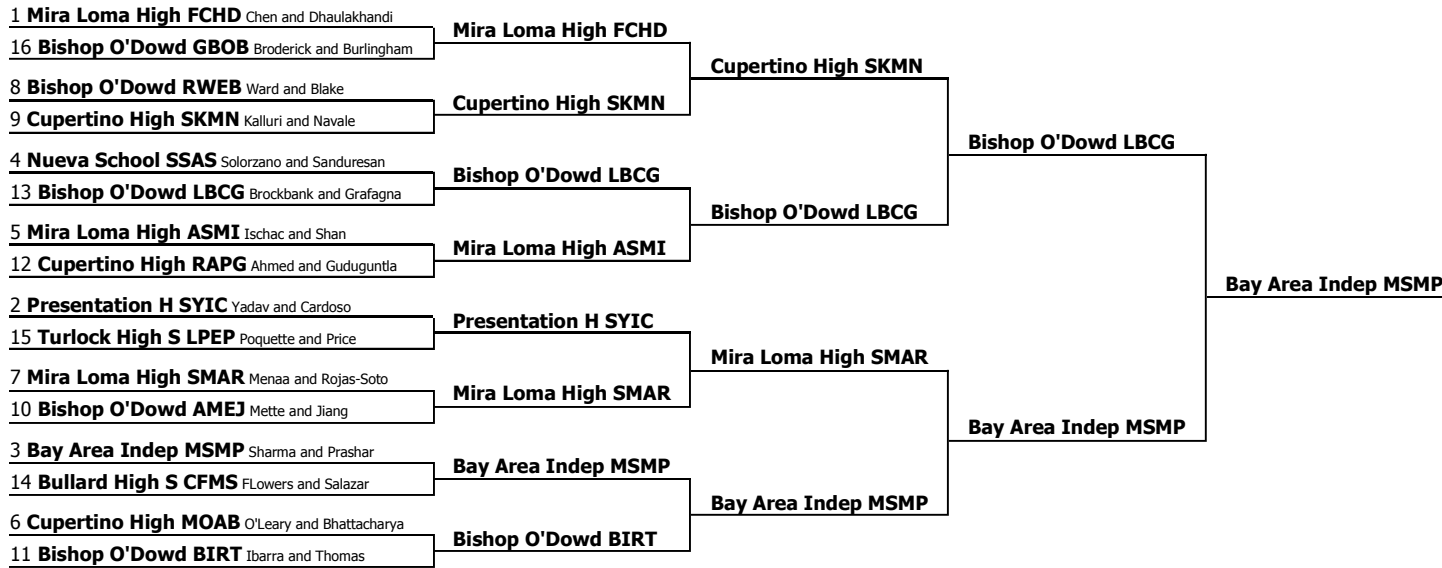 1 Mira Loma High FCHD Chen and Dhaulakhandi
16 Bishop O'Dowd GBOB Broderick and Burlingham
8 Bishop O'Dowd RWEB Ward and Blake
9 Cupertino High SKMN Kalluri and Navale
4 Nueva School SSAS Solorzano and Sanduresan
13 Bishop O'Dowd LBCG Brockbank and Grafagna
5 Mira Loma High ASMI Ischac and Shan
12 Cupertino High RAPG Ahmed and Guduguntla
2 Presentation H SYIC Yadav and Cardoso
15 Turlock High S LPEP Poquette and Price
7 Mira Loma High SMAR Menaa and Rojas-Soto
10 Bishop O'Dowd AMEJ Mette and Jiang
3 Bay Area Indep MSMP Sharma and Prashar
14 Bullard High S CFMS FLowers and Salazar
6 Cupertino High MOAB O'Leary and Bhattacharya
11 Bishop O'Dowd BIRT Ibarra and Thomas
Mira Loma High FCHD
Cupertino High SKMN
Bishop O'Dowd LBCG
Mira Loma High ASMI
Presentation H SYIC
Mira Loma High SMAR
Bay Area Indep MSMP
Bishop O'Dowd BIRT
Cupertino High SKMN
Bishop O'Dowd LBCG
Mira Loma High SMAR
Bay Area Indep MSMP
Bishop O'Dowd LBCG
Bay Area Indep MSMP
Bay Area Indep MSMP